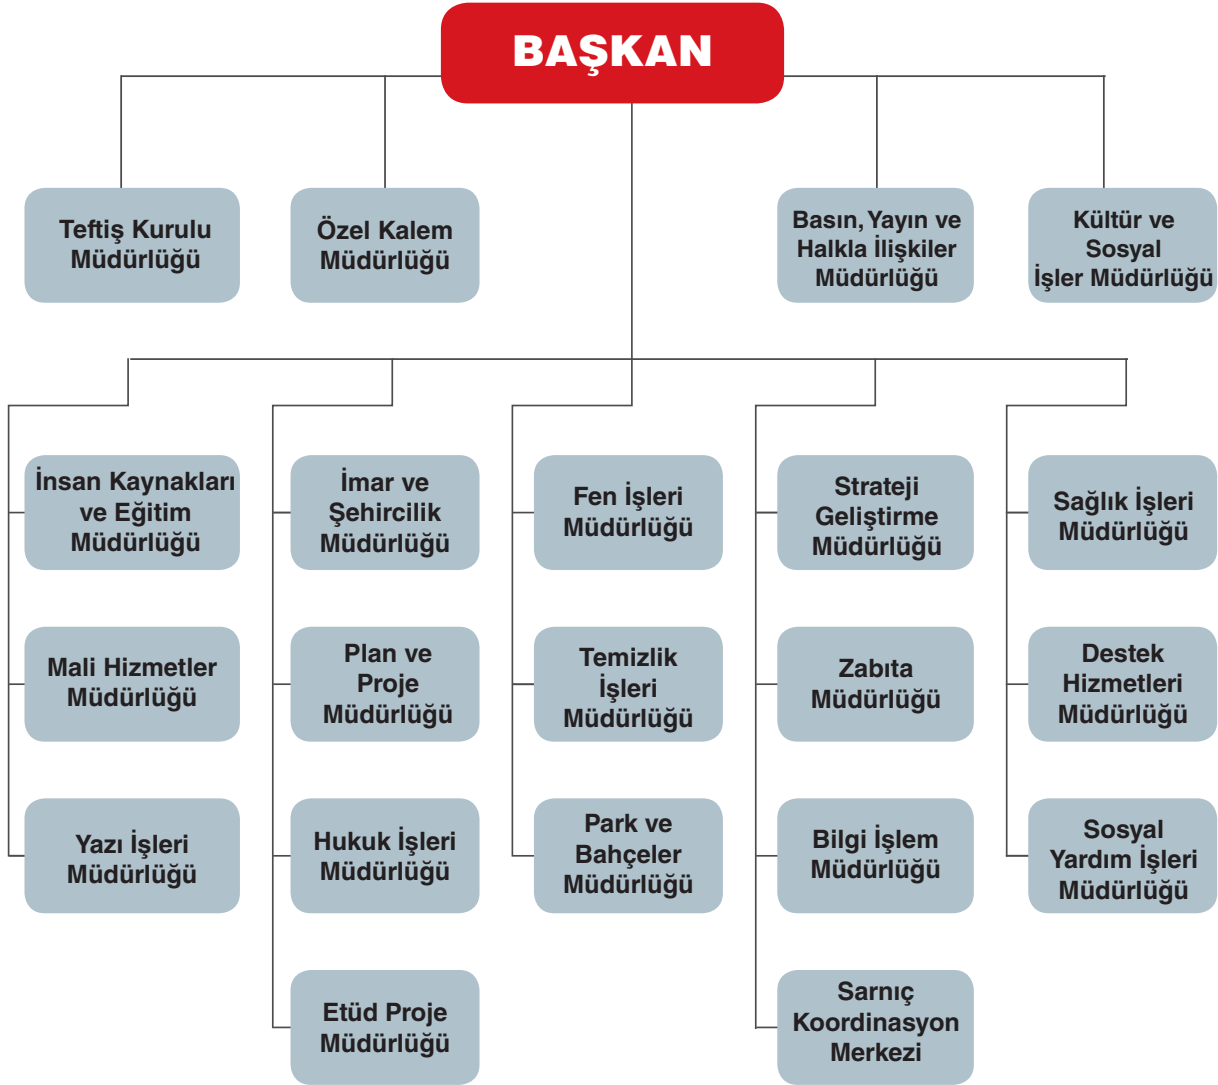 BAŞKAN
Teftiş Kurulu
Müdürlüğü
Özel Kalem
Müdürlüğü
Basın, Yayın ve
Halkla İlişkiler
Müdürlüğü
Kültür ve
Sosyal
İşler Müdürlüğü
İnsan Kaynakları
ve Eğitim
Müdürlüğü
İmar ve
Şehircilik
Müdürlüğü
Fen İşleri
Müdürlüğü
Strateji
Geliştirme
Müdürlüğü
Sağlık İşleri
Müdürlüğü
Mali Hizmetler
Müdürlüğü
Plan ve
Proje
Müdürlüğü
Temizlik
İşleri
Müdürlüğü
Zabıta
Müdürlüğü
Destek
Hizmetleri
Müdürlüğü
Yazı İşleri
Müdürlüğü
Hukuk İşleri
Müdürlüğü
Park ve
Bahçeler
Müdürlüğü
Bilgi İşlem
Müdürlüğü
Sosyal
Yardım İşleri
Müdürlüğü
Etüd Proje
Müdürlüğü
Sarnıç
Koordinasyon
Merkezi